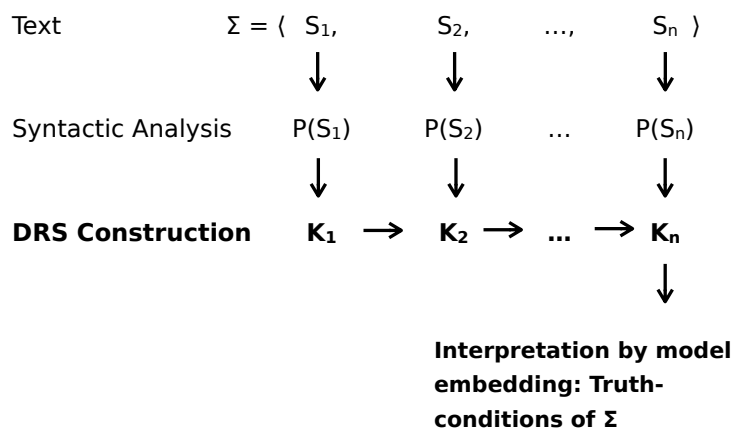 Text Σ = ⟨ S₁, S₂, …, Sₙ ⟩
Syntactic Analysis P(S₁) P(S₂) … P(Sₙ)
DRS Construction K₁ K₂ … Kₙ
Interpretation by model
embedding: Truth-
conditions of Σ